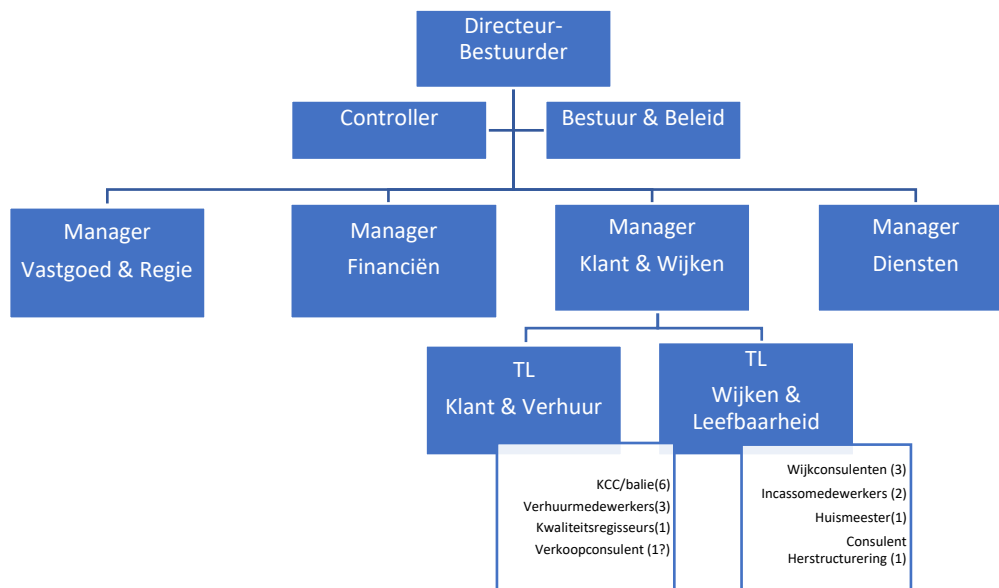 Directeur-
Bestuurder
Controller
Bestuur & Beleid
Manager
Vastgoed & Regie
Manager
Financiën
Manager
Klant & Wijken
Manager
Diensten
TL
Klant & Verhuur
TL
Wijken &
Leefbaarheid
KCC/balie(6)
Verhuurmedewerkers(3)
Kwaliteitsregisseurs(1)
Verkoopconsulent (1?)
Wijkconsulenten (3)
Incassomedewerkers (2)
Huismeester(1)
Consulent
Herstructurering (1)